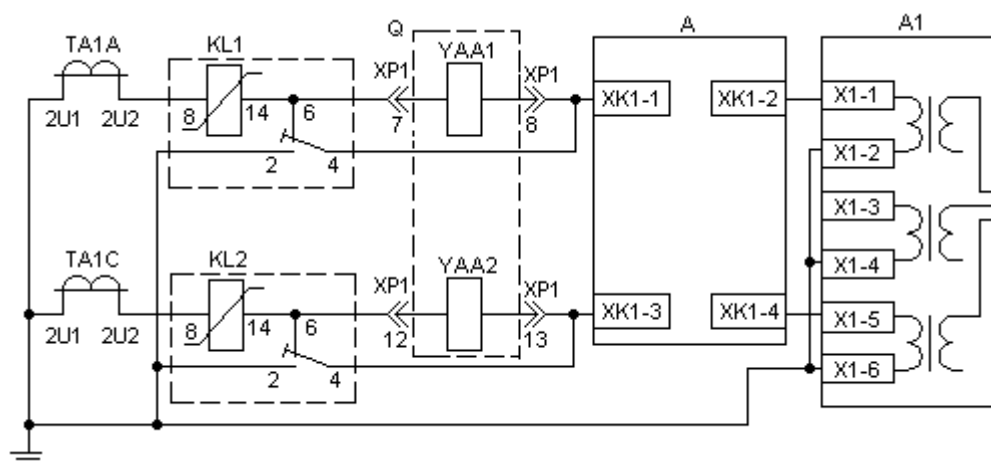 Q A A1
TA1A KL1 YAA1
XP1 XP1
8 14 6 7 8 XK1-1 XK1-2 X1-1
2U1 2U2
2 4 X1-2
X1-3
TA1C KL2 YAA2 X1-4
XP1 XP1
8 14 6 12 13 XK1-3 XK1-4 X1-5
2U1 2U2
2 4 X1-6